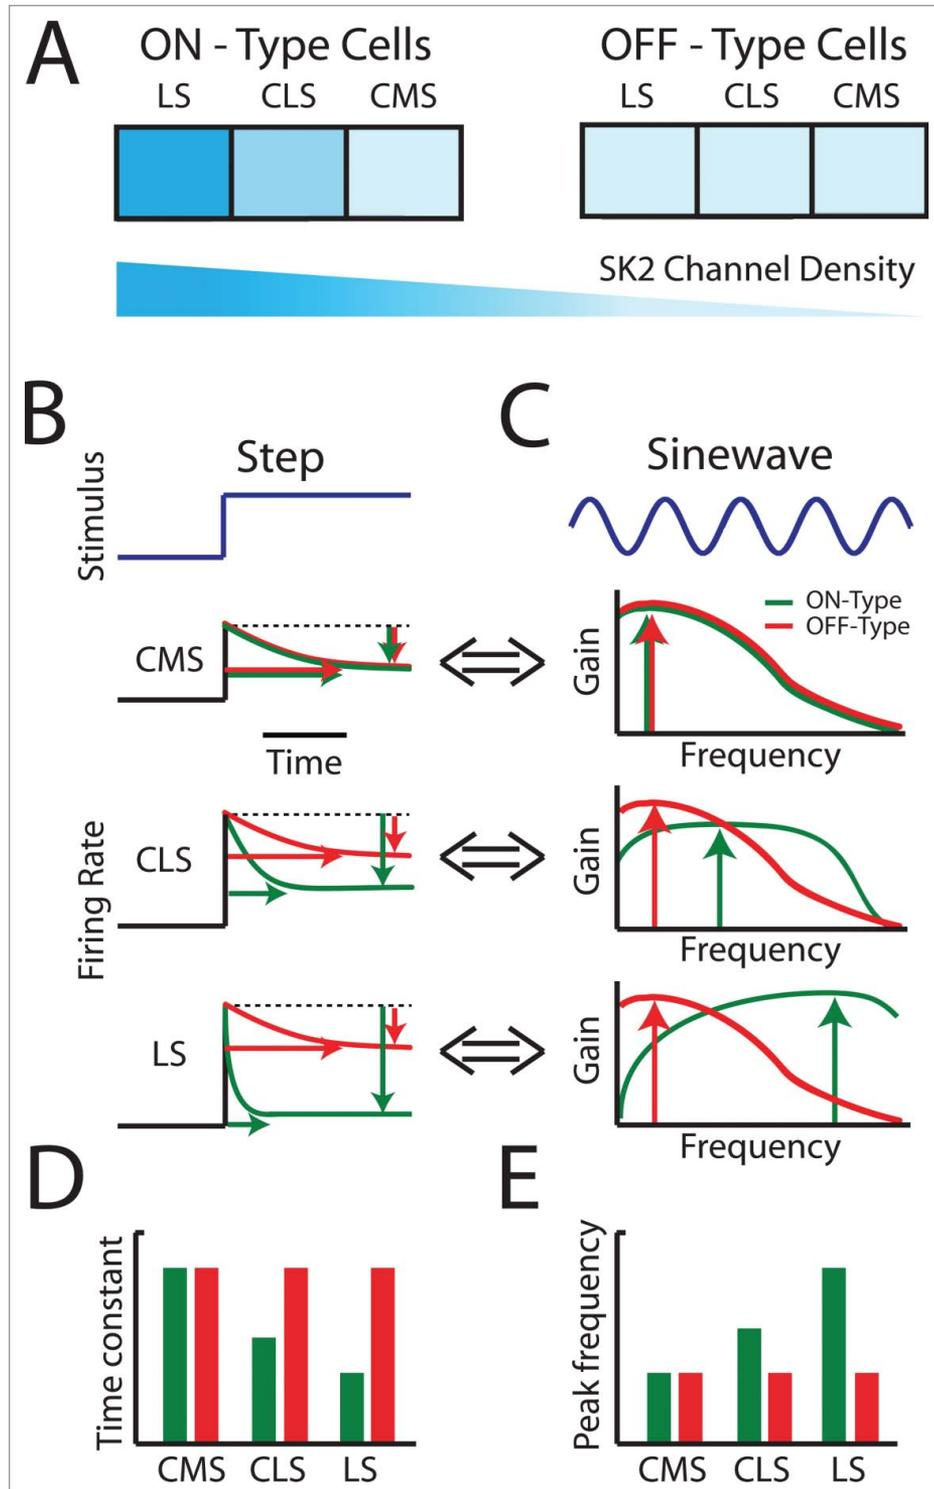 A
ON - Type Cells
OFF - Type Cells
LS CLS CMS
LS CLS CMS
SK2 Channel Density
B
C
Step
Sinewave
Stimulus
CMS
Time
Gain
ON-Type
OFF-Type
Frequency
Firing Rate
CLS
Gain
Frequency
LS
Gain
Frequency
D
E
Time constant
CMS CLS LS
Peak frequency
CMS CLS LS